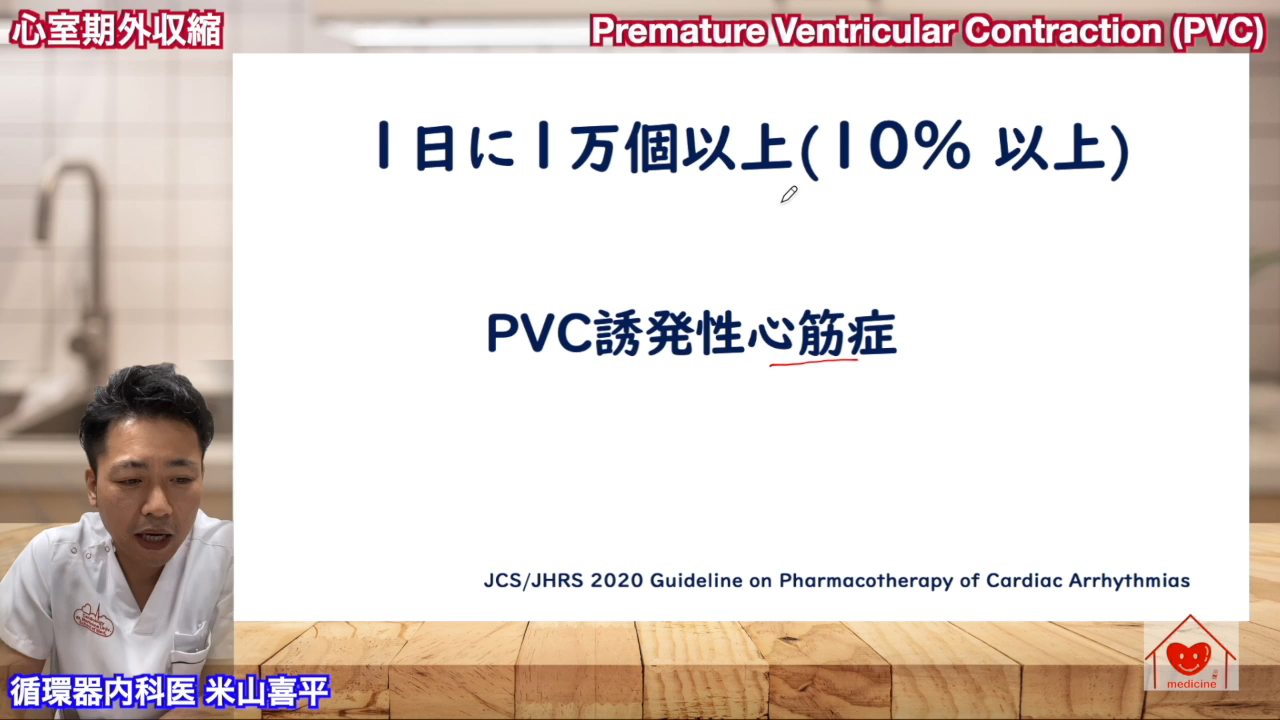 心室期外収縮
Premature Ventricular Contraction (PVC)
1日に1万個以上(10% 以上)
PVC誘発性心筋症
JCS/JHRS 2020 Guideline on Pharmacotherapy of Cardiac Arrhythmias
循環器内科医 米山喜平
medicine